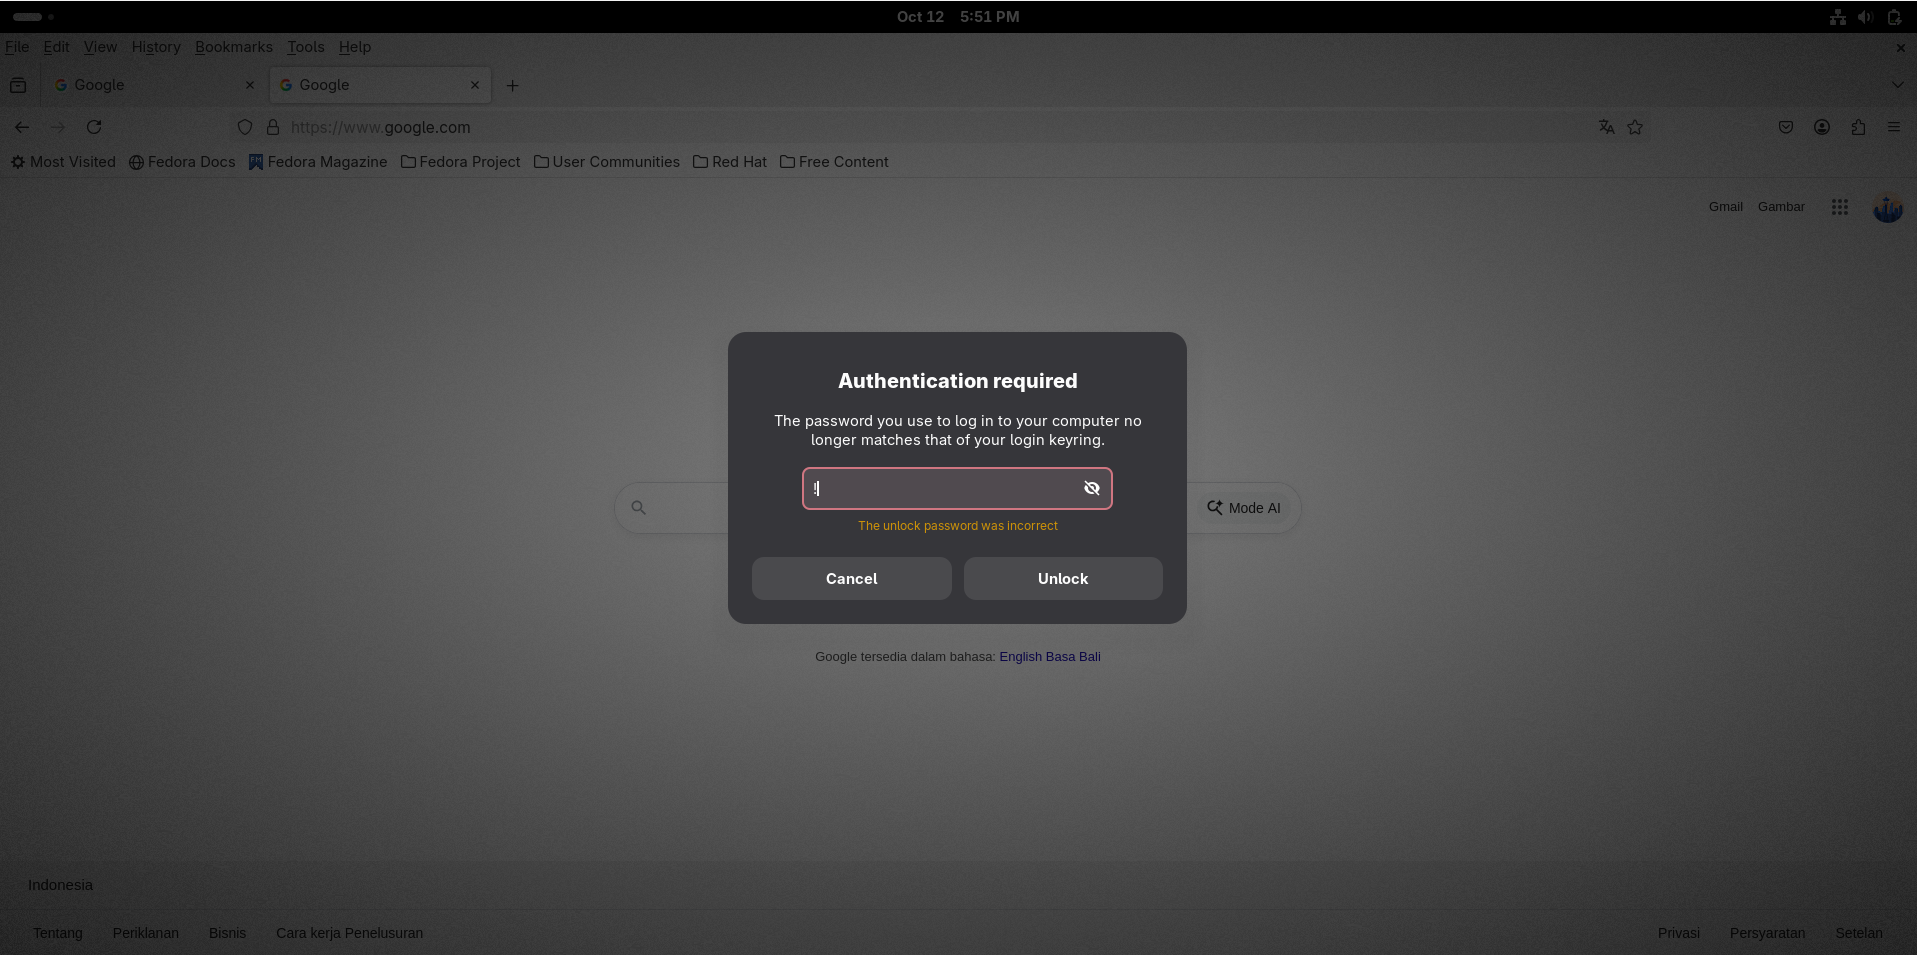 Oct 12 5:51 PM
File Edit View History Bookmarks Tools Help
Google Google
https://www.google.com
Most Visited Fedora Docs Fedora Magazine Fedora Project User Communities Red Hat Free Content
Gmail Gambar
Authentication required
The password you use to log in to your computer no
longer matches that of your login keyring.
!
Mode AI
The unlock password was incorrect
Cancel Unlock
Google tersedia dalam bahasa: English Basa Bali
Indonesia
Tentang Periklanan Bisnis Cara kerja Penelusuran Privasi Persyaratan Setelan